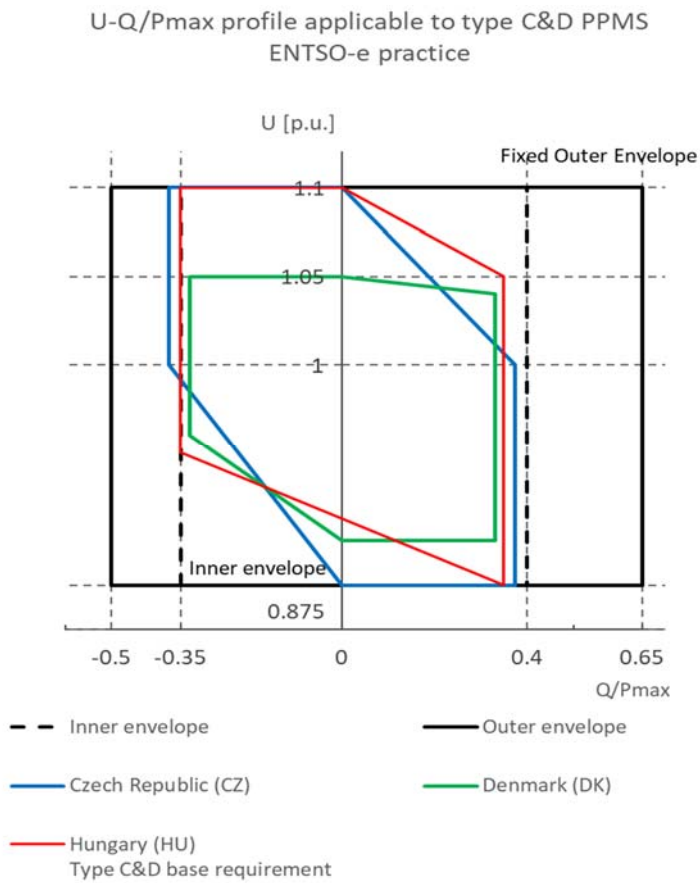 U-Q/Pmax profile applicable to type C&D PPMS
ENTSO-e practice
U [p.u.]
Fixed Outer Envelope
1.1
1.05
1
Inner envelope
0.875
-0.5 -0.35 0 0.4 0.65
Q/Pmax
Inner envelope
Outer envelope
Czech Republic (CZ)
Denmark (DK)
Hungary (HU)
Type C&D base requirement